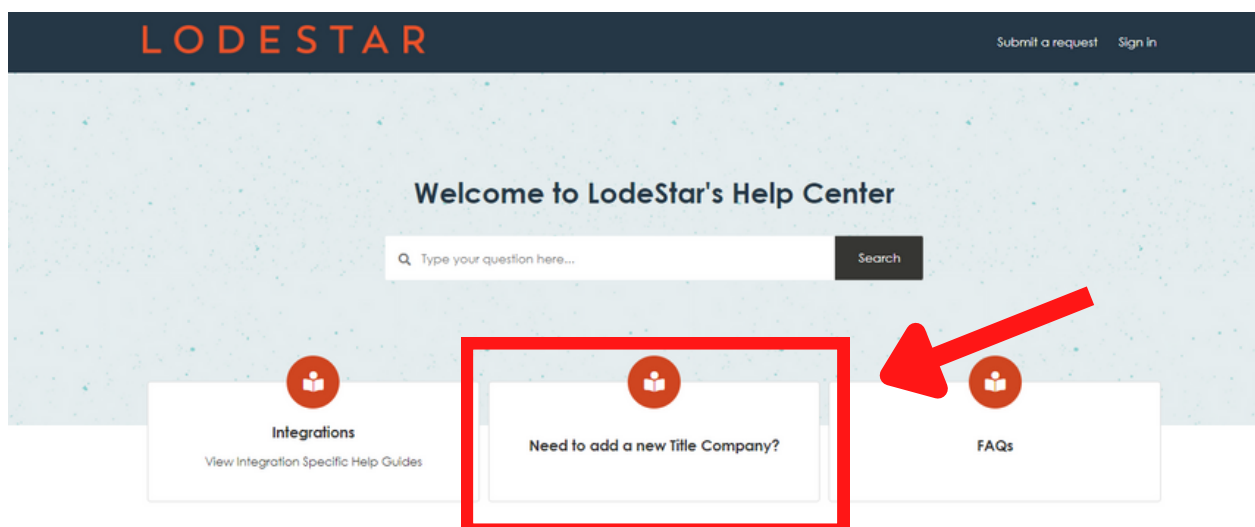 LODESTAR
Submit a request Sign in
Welcome to LodeStar's Help Center
Type your question here...
Search
Integrations
View Integration Specific Help Guides
Need to add a new Title Company?
FAQs